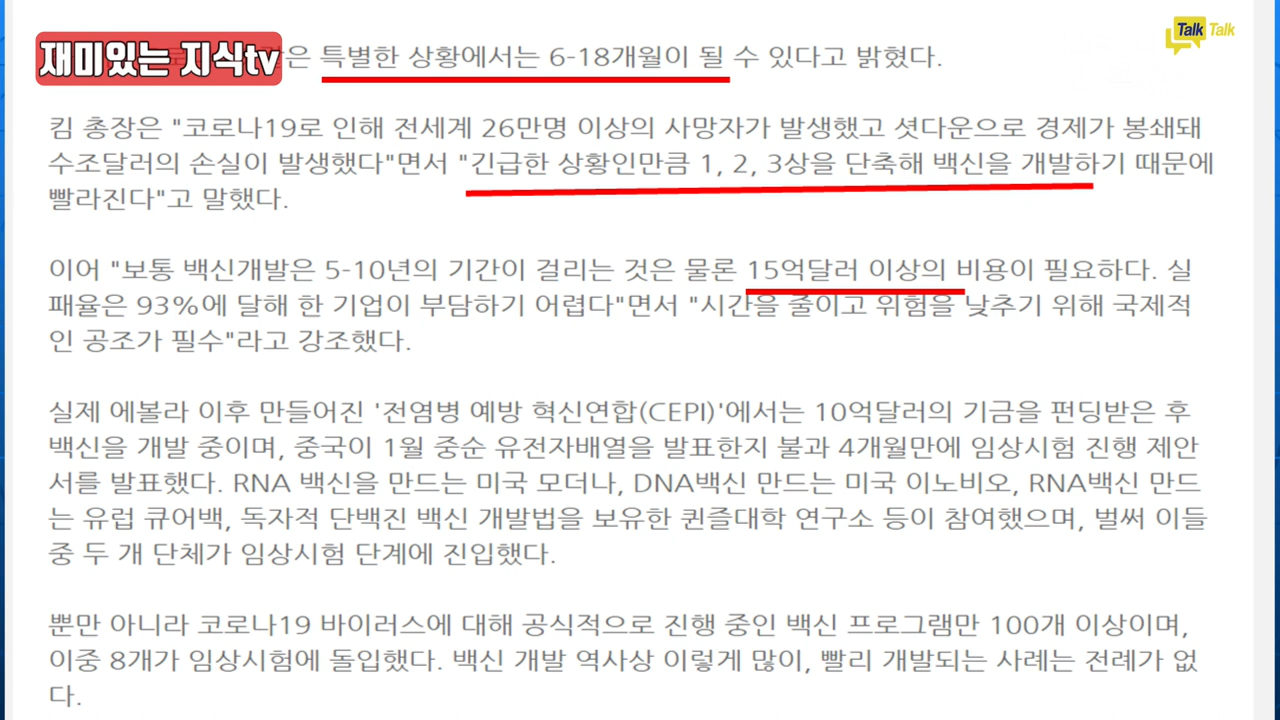 재미있는 지식tv
Talk Talk
은 특별한 상황에서는 6-18개월이 될 수 있다고 밝혔다.
킴 총장은 "코로나19로 인해 전세계 26만명 이상의 사망자가 발생했고 셧다운으로 경제가 봉쇄돼
수조달러의 손실이 발생했다"면서 "긴급한 상황인만큼 1, 2, 3상을 단축해 백신을 개발하기 때문에
빨라진다"고 말했다.
이어 "보통 백신개발은 5-10년의 기간이 걸리는 것은 물론 15억달러 이상의 비용이 필요하다. 실
패율은 93%에 달해 한 기업이 부담하기 어렵다"면서 "시간을 줄이고 위험을 낮추기 위해 국제적
인 공조가 필수"라고 강조했다.
실제 에볼라 이후 만들어진 '전염병 예방 혁신연합(CEPI)'에서는 10억달러의 기금을 펀딩받은 후
백신을 개발 중이며, 중국이 1월 중순 유전자배열을 발표한지 불과 4개월만에 임상시험 진행 제안
서를 발표했다. RNA 백신을 만드는 미국 모더나, DNA백신 만드는 미국 이노비오, RNA백신 만드
는 유럽 큐어백, 독자적 단백진 백신 개발법을 보유한 퀸즐대학 연구소 등이 참여했으며, 벌써 이들
중 두 개 단체가 임상시험 단계에 진입했다.
뿐만 아니라 코로나19 바이러스에 대해 공식적으로 진행 중인 백신 프로그램만 100개 이상이며,
이중 8개가 임상시험에 돌입했다. 백신 개발 역사상 이렇게 많이, 빨리 개발되는 사례는 전례가 없
다.